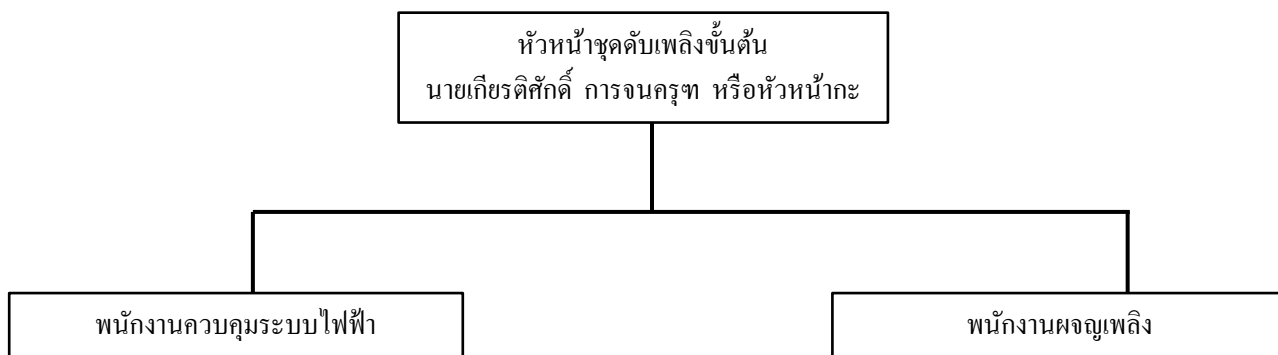 หัวหน้าชุดดับเพลิงขั้นต้น
นายเกียรติศักดิ์ การจนครุฑ หรือหัวหน้ากะ
พนักงานควบคุมระบบไฟฟ้า
พนักงานผจญเพลิง